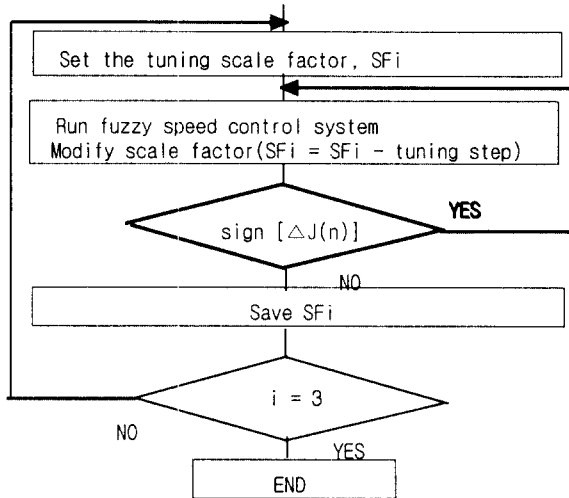 Set the tuning scale factor, SFi
Run fuzzy speed control system
Modify scale factor(SFi = SFi - tuning step)
sign [△J(n)]
YES
NO
Save SFi
i = 3
NO
YES
END